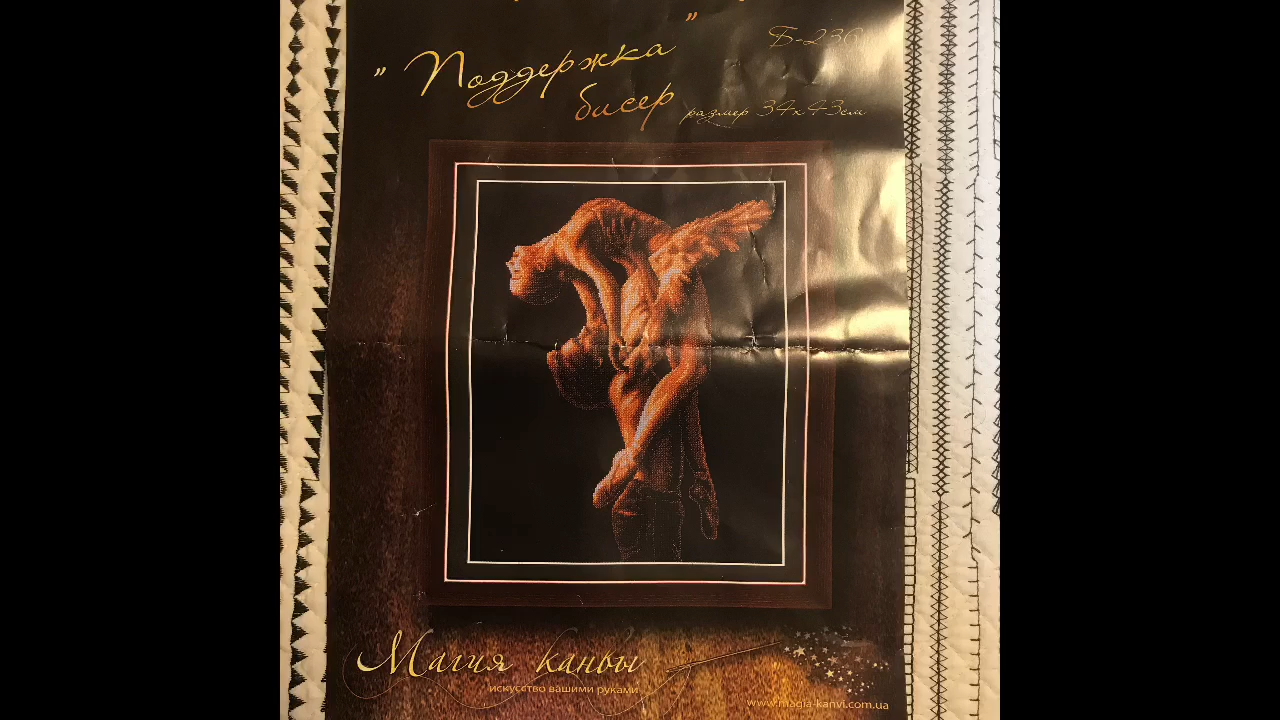 "Поддержка"
бисер размер 34х43см
Магия канвы
искусство вашими руками
www.magia-kanvi.com.ua